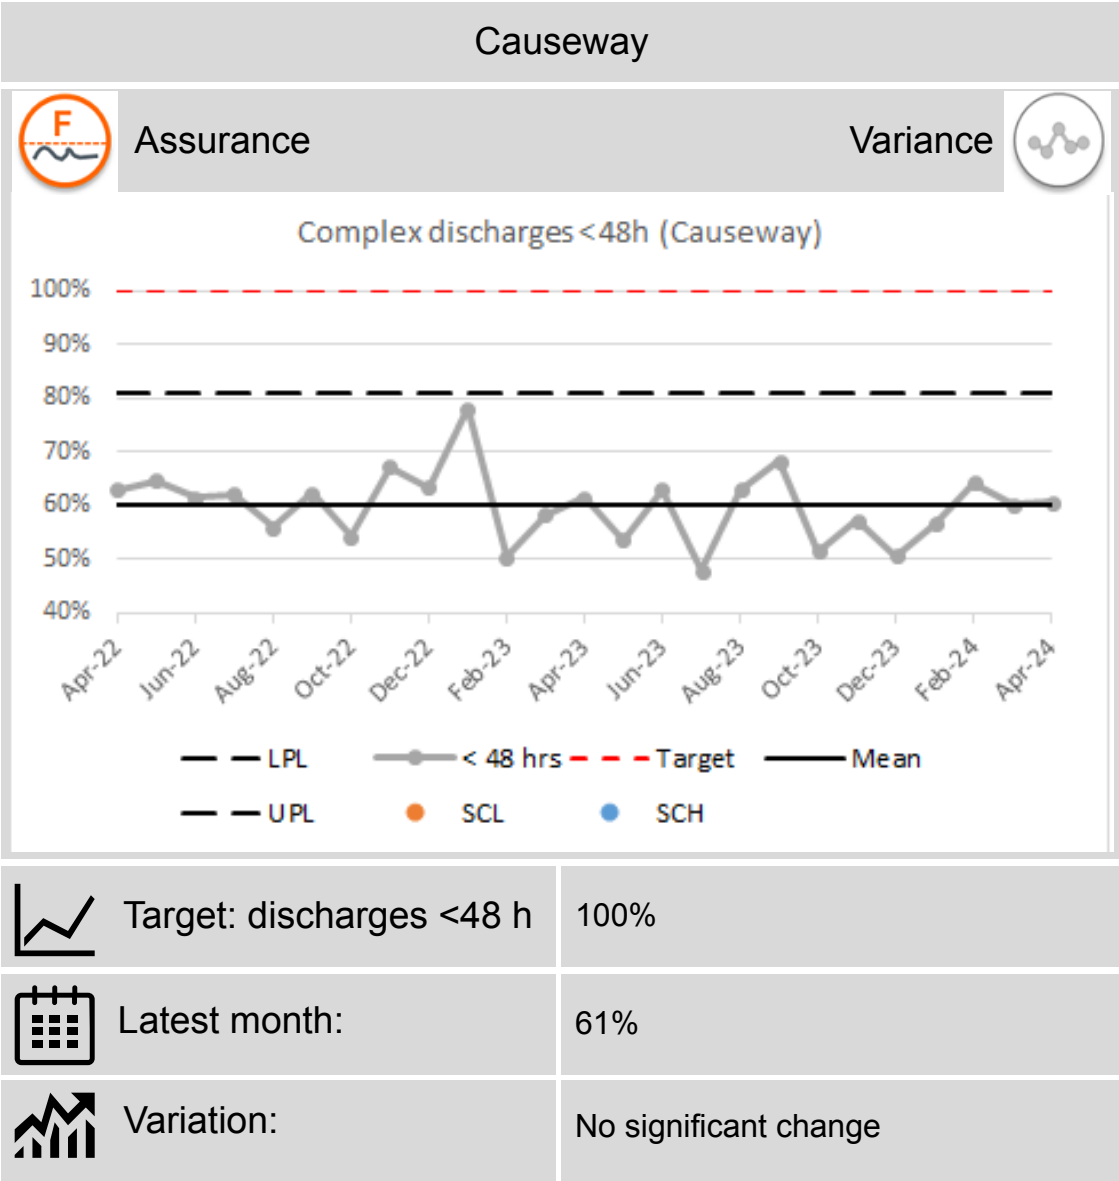 Causeway
F
Assurance
Variance
Complex discharges <48h (Causeway)
100%
90%
80%
70%
60%
50%
40%
Apr-22
Jun-22
Aug-22
Oct-22
Dec-22
Feb-23
Apr-23
Jun-23
Aug-23
Oct-23
Dec-23
Feb-24
Apr-24
LPL
< 48 hrs
Target
Mean
UPL
SCL
SCH
Target: discharges <48 h
100%
Latest month:
61%
Variation:
No significant change